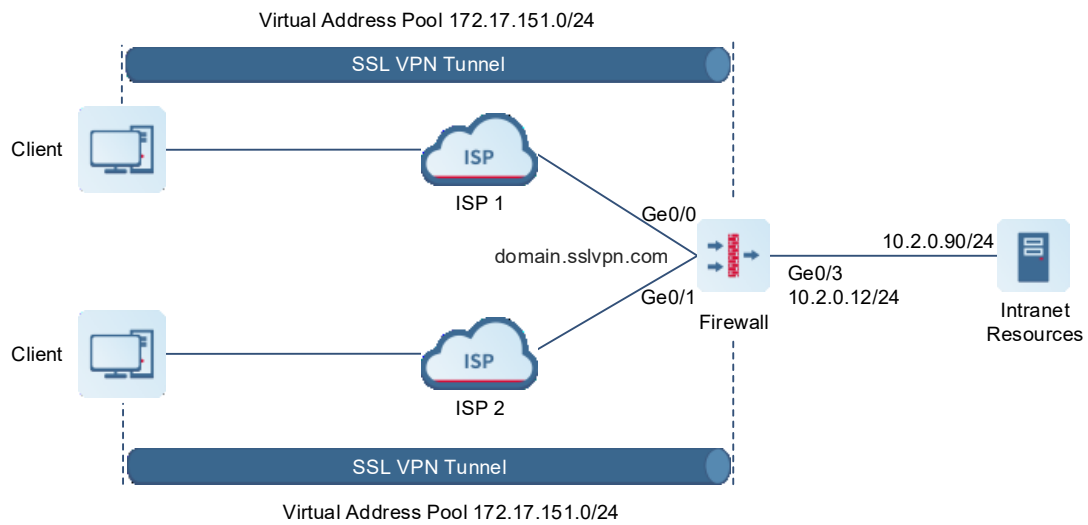 Virtual Address Pool 172.17.151.0/24
SSL VPN Tunnel
Client
ISP
ISP 1
Ge0/0
domain.sslvpn.com
Ge0/1
Firewall
10.2.0.90/24
Ge0/3
10.2.0.12/24
Intranet
Resources
Client
ISP
ISP 2
SSL VPN Tunnel
Virtual Address Pool 172.17.151.0/24